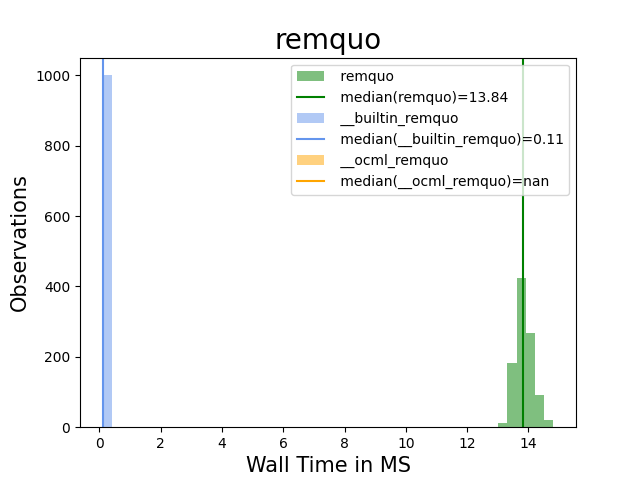 remquo
Observations
1000
800
600
400
200
0
remquo
median(remquo)=13.84
__builtin_remquo
median(__builtin_remquo)=0.11
__ocml_remquo
median(__ocml_remquo)=nan
0 2 4 6 8 10 12 14
Wall Time in MS